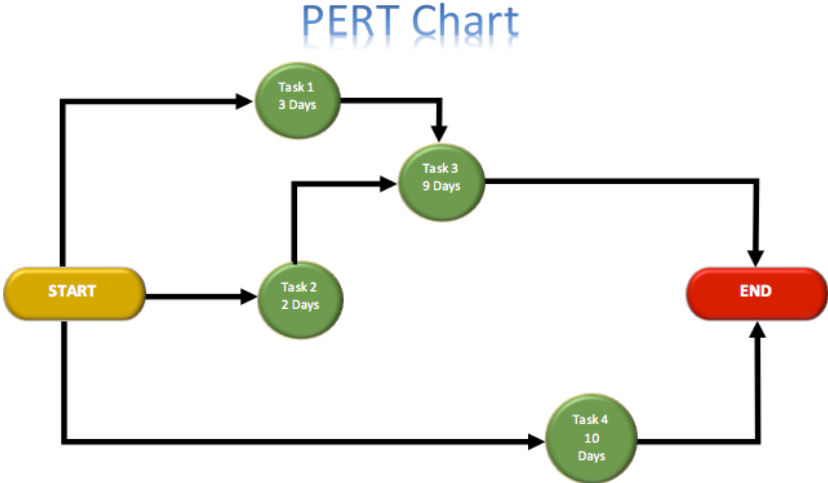 PERT Chart
Task 1
3 Days
Task 3
9 Days
START
Task 2
2 Days
END
Task 4
10
Days